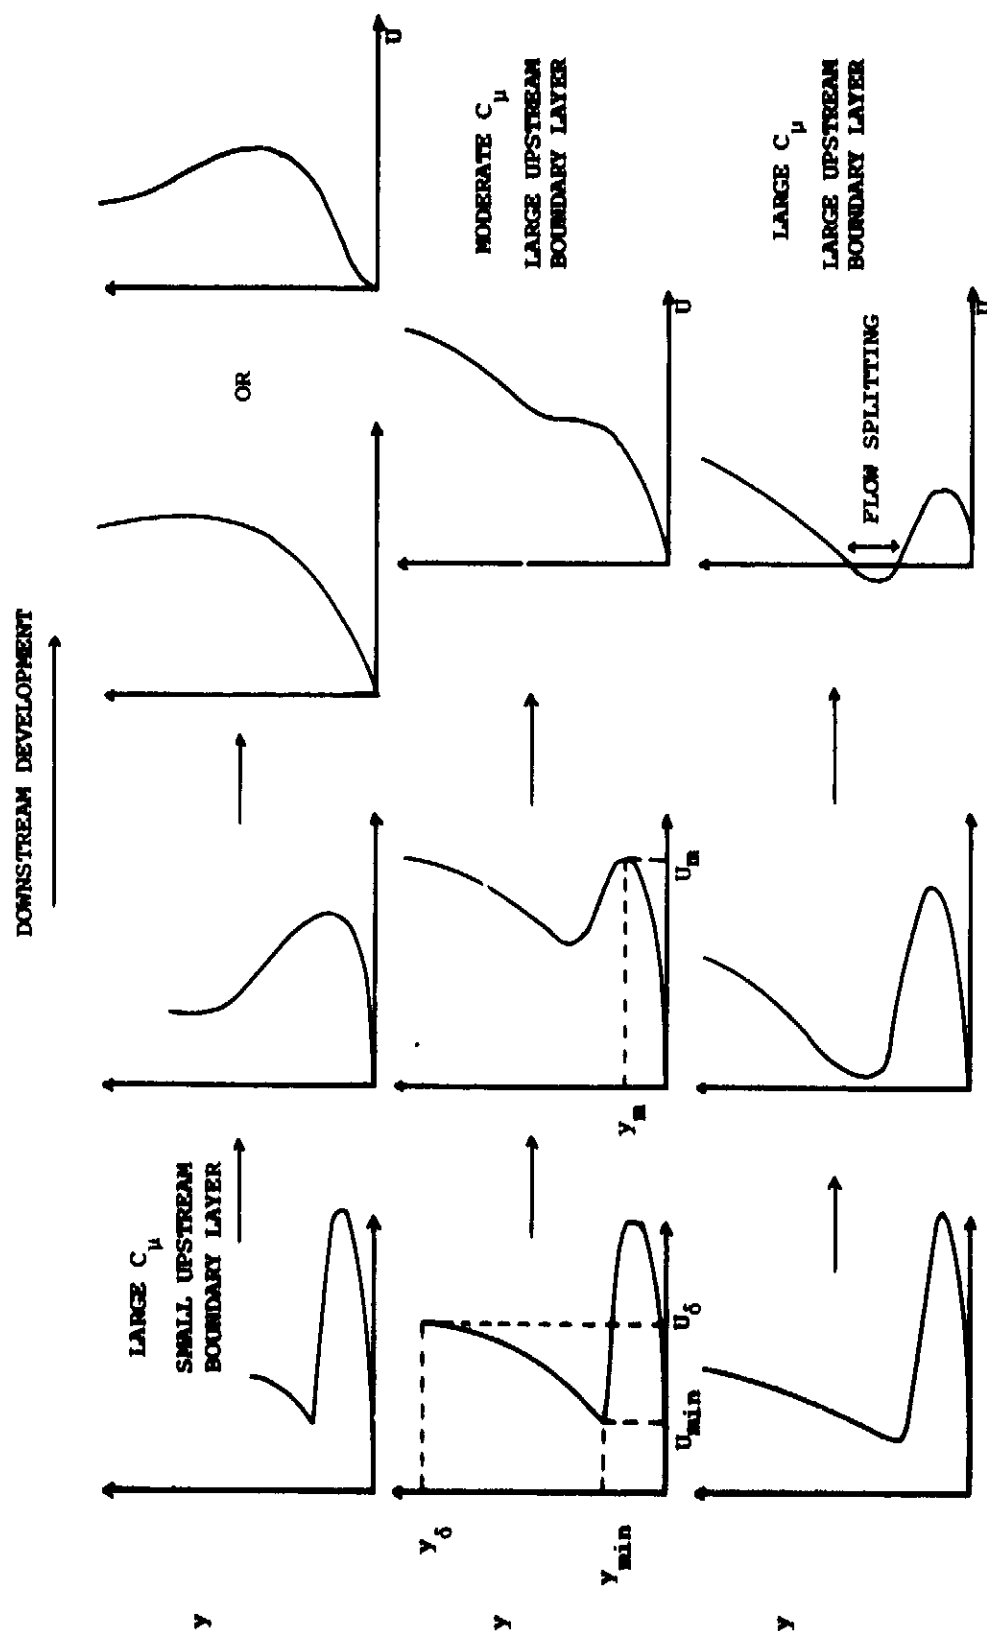 DOWNSTREAM DEVELOPMENT
LARGE C_μ
SMALL UPSTREAM
BOUNDARY LAYER
y
OR
U
y_δ
y
y_min
U_min
U_δ
y_m
U_m
U
MODERATE C_μ
LARGE UPSTREAM
BOUNDARY LAYER
y
FLOW SPLITTING
U
LARGE C_μ
LARGE UPSTREAM
BOUNDARY LAYER